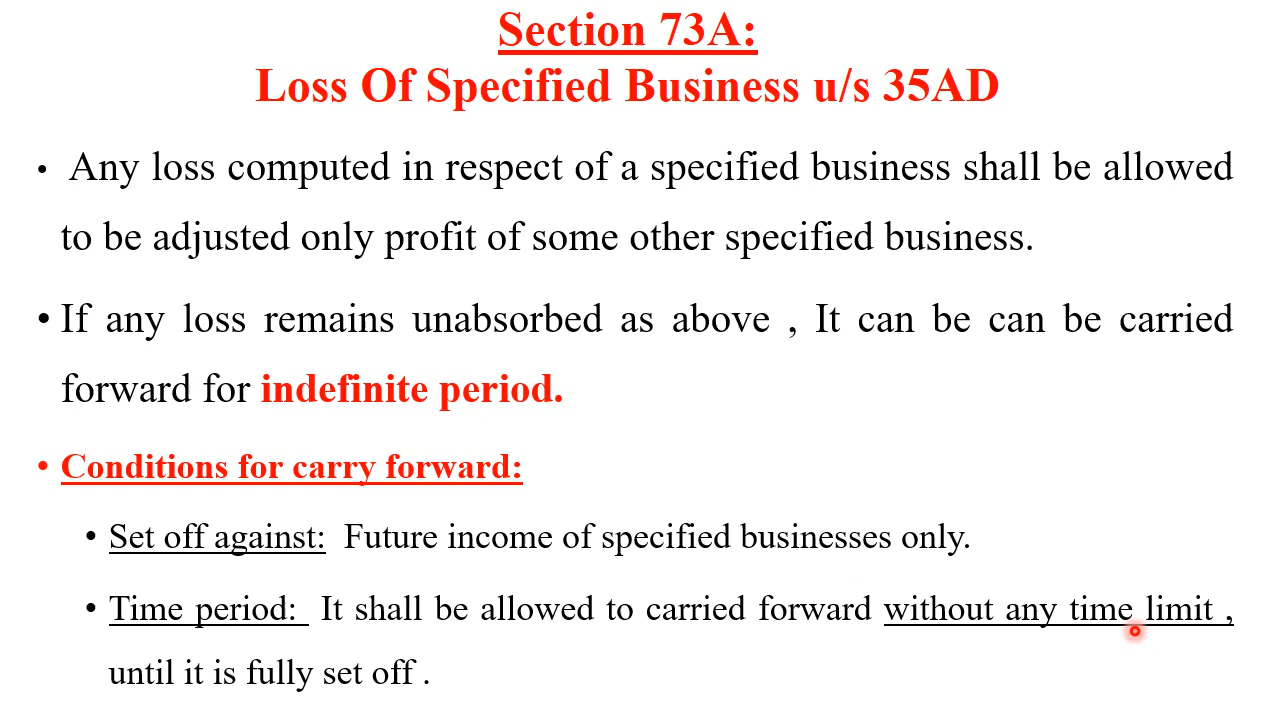 Section 73A:
Loss Of Specified Business u/s 35AD
• Any loss computed in respect of a specified business shall be allowed
to be adjusted only profit of some other specified business.
• If any loss remains unabsorbed as above , It can be can be carried
forward for indefinite period.
• Conditions for carry forward:
• Set off against: Future income of specified businesses only.
• Time period: It shall be allowed to carried forward without any time limit ,
until it is fully set off .